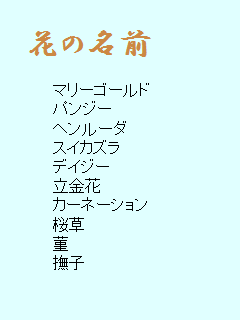 花の名前
マリーゴールド
パンジー
ヘンルーダ
スイカズラ
デイジー
立金花
カーネーション
桜草
菫
撫子